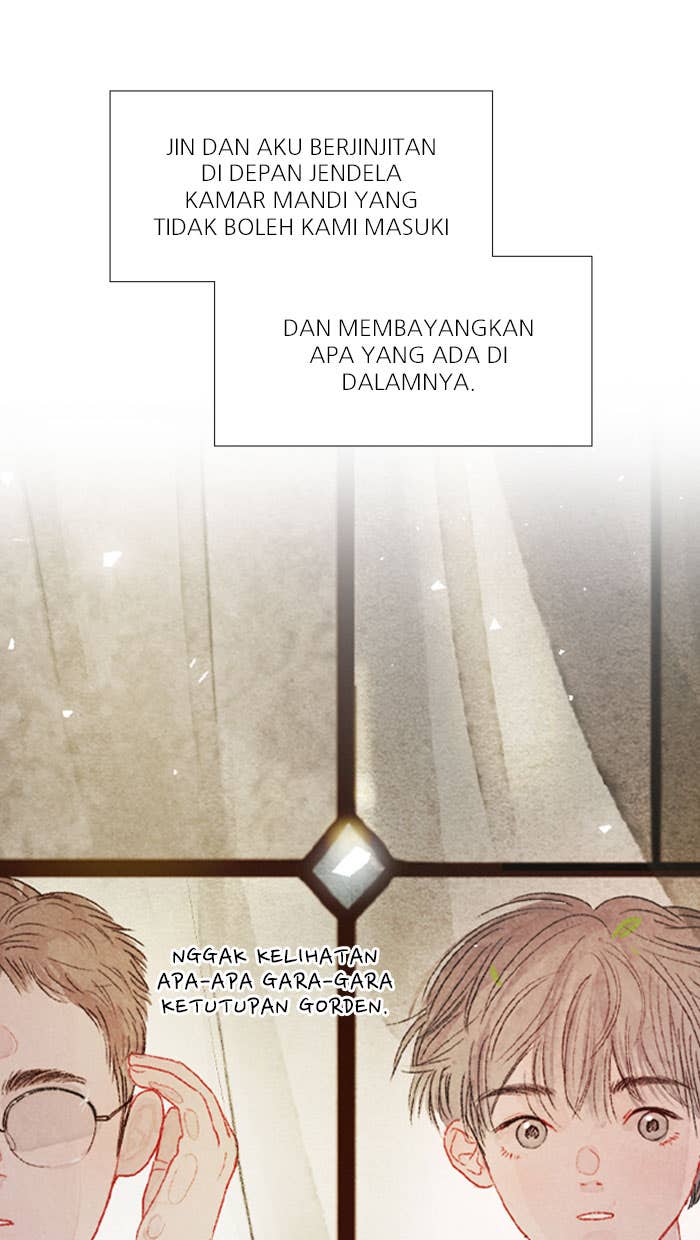 JIN DAN AKU BERJINJITAN
DI DEPAN JENDELA
KAMAR MANDI YANG
TIDAK BOLEH KAMI MASUKI
DAN MEMBAYANGKAN
APA YANG ADA DI
DALAMNYA.
NGGAK KELIHATAN
APA-APA GARA-GARA
KETUTUPAN GORDEN.